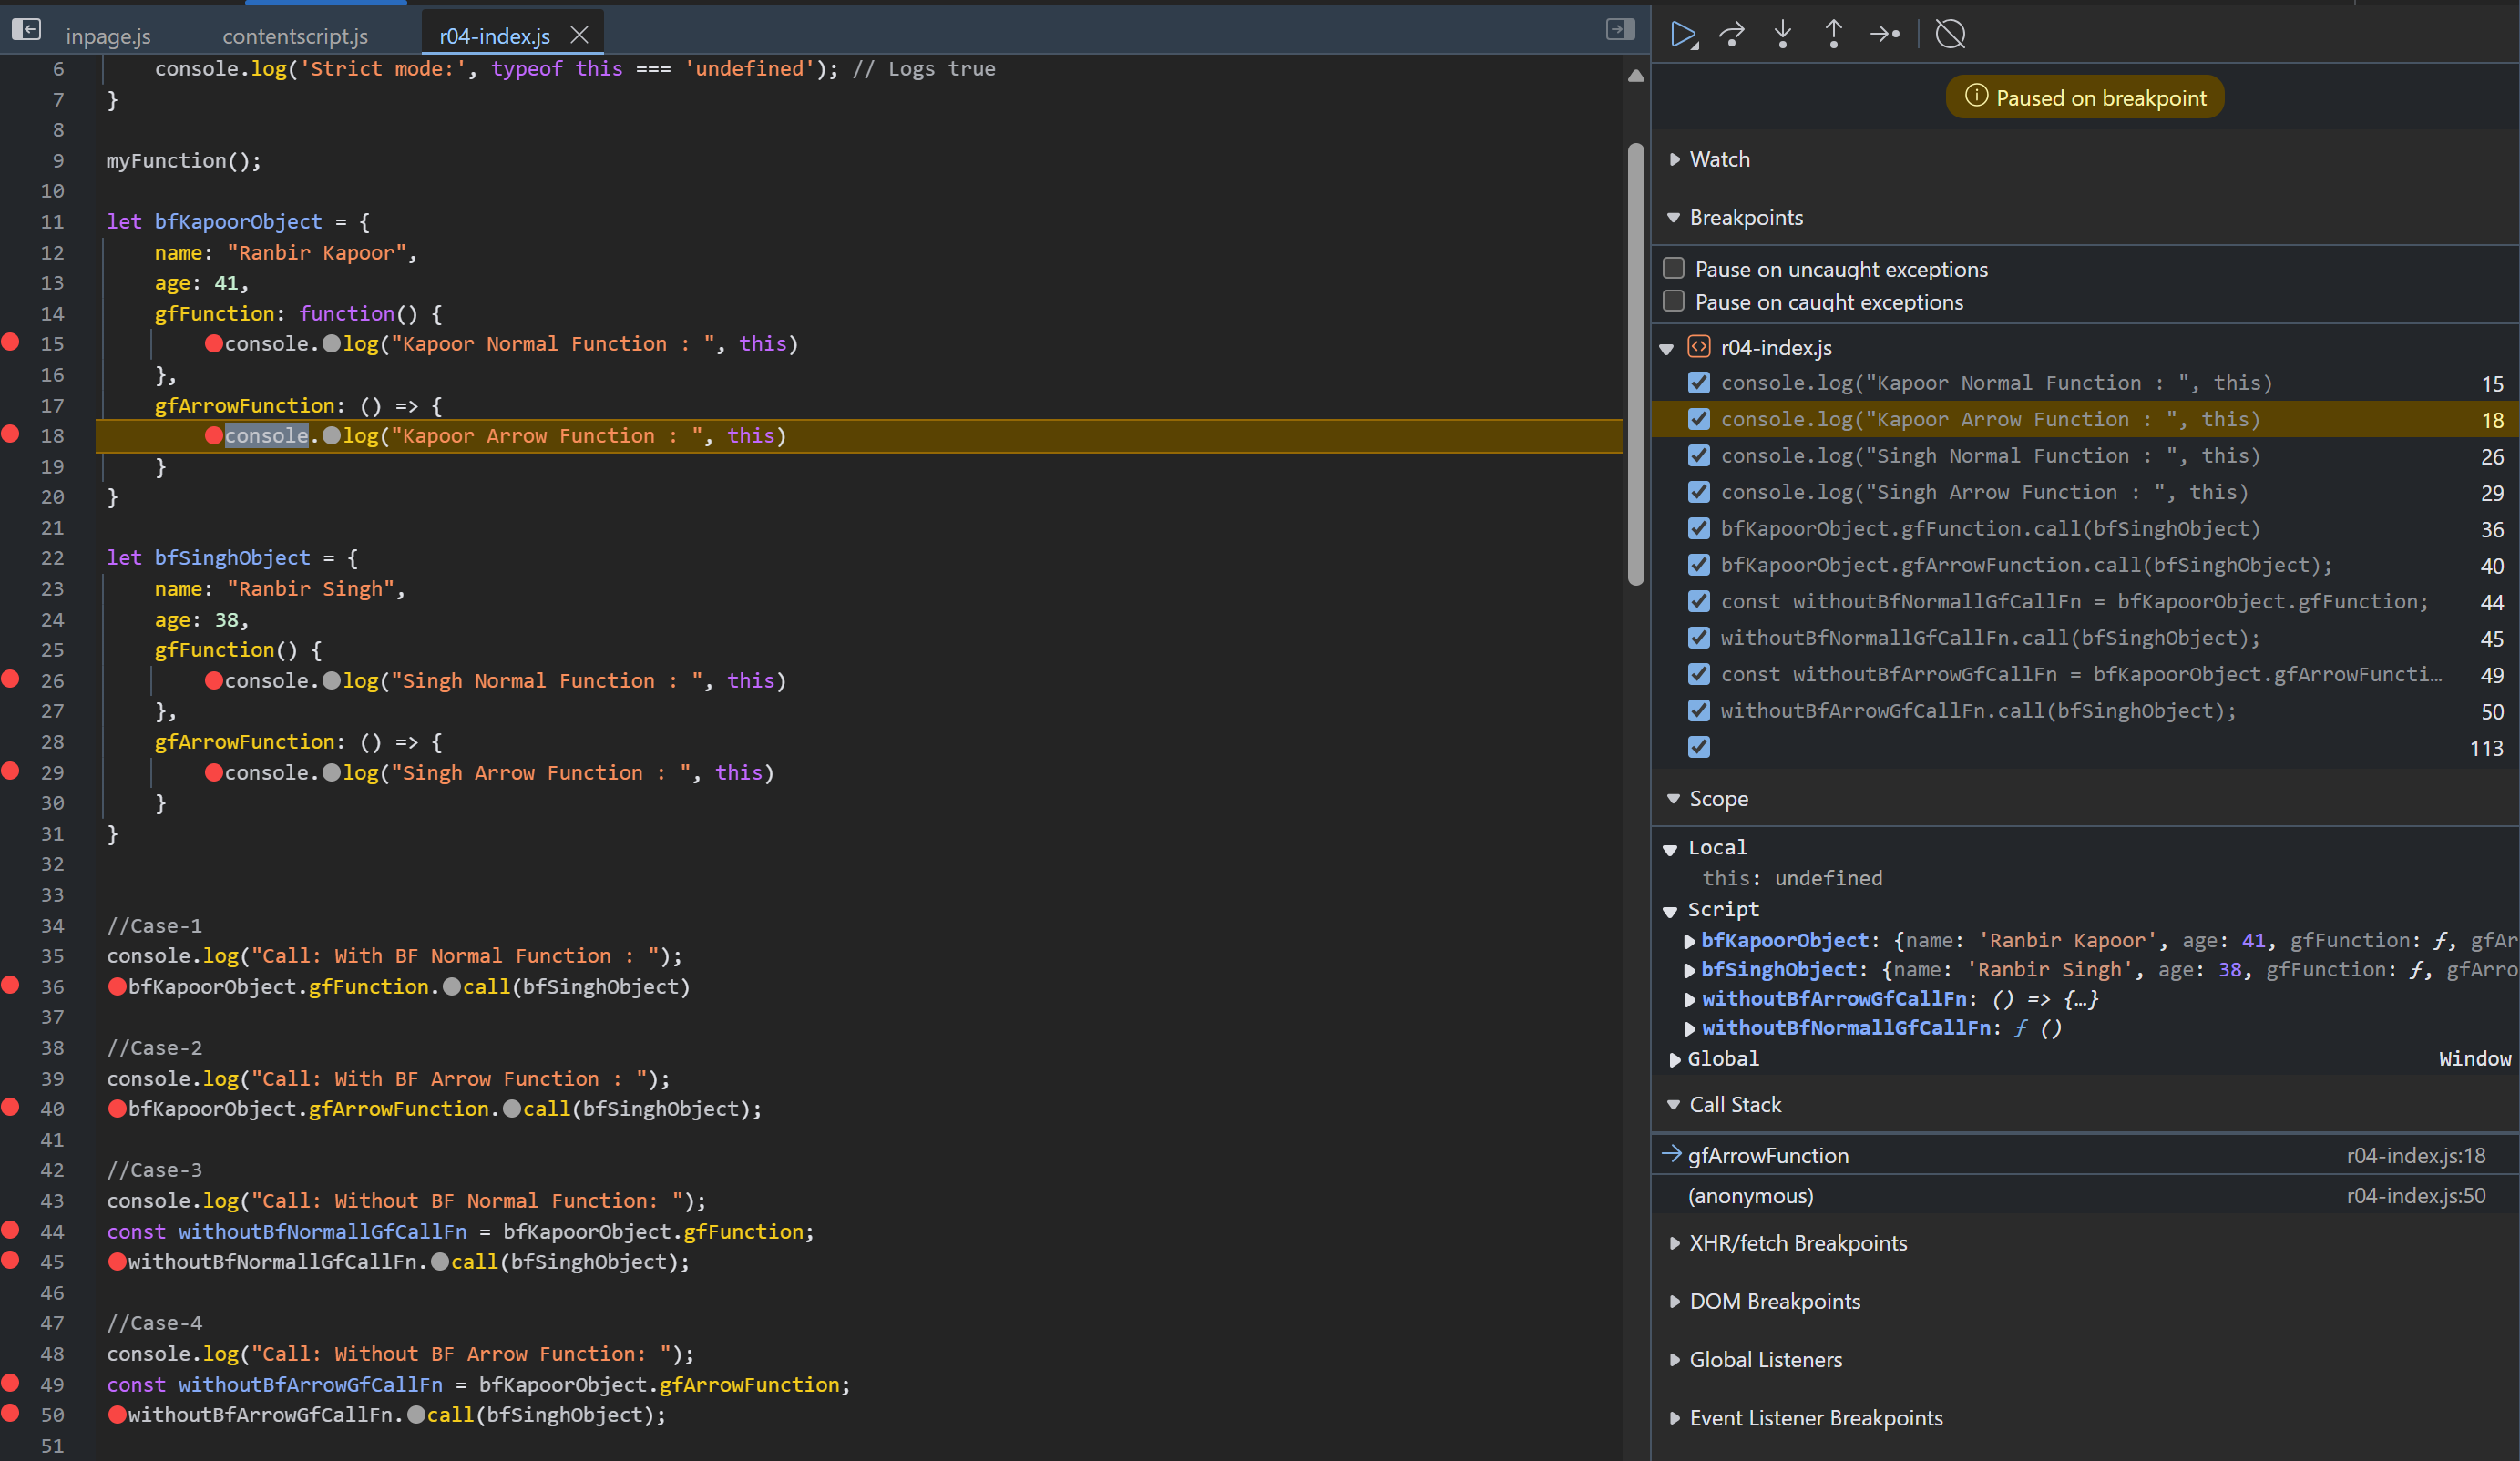 inpage.js contentscript.js r04-index.js
6 console.log('Strict mode:', typeof this === 'undefined'); // Logs true
7 }
8
9 myFunction();
10
11 let bfKapoorObject = {
12 name: "Ranbir Kapoor",
13 age: 41,
14 gfFunction: function() {
15 console.log("Kapoor Normal Function : ", this)
16 },
17 gfArrowFunction: () => {
18 console.log("Kapoor Arrow Function : ", this)
19 }
20 }
21
22 let bfSinghObject = {
23 name: "Ranbir Singh",
24 age: 38,
25 gfFunction() {
26 console.log("Singh Normal Function : ", this)
27 },
28 gfArrowFunction: () => {
29 console.log("Singh Arrow Function : ", this)
30 }
31 }
32
33
34 //Case-1
35 console.log("Call: With BF Normal Function : ");
36 bfKapoorObject.gfFunction.call(bfSinghObject)
37
38 //Case-2
39 console.log("Call: With BF Arrow Function : ");
40 bfKapoorObject.gfArrowFunction.call(bfSinghObject);
41
42 //Case-3
43 console.log("Call: Without BF Normal Function: ");
44 const withoutBfNormallGfCallFn = bfKapoorObject.gfFunction;
45 withoutBfNormallGfCallFn.call(bfSinghObject);
46
47 //Case-4
48 console.log("Call: Without BF Arrow Function: ");
49 const withoutBfArrowGfCallFn = bfKapoorObject.gfArrowFunction;
50 withoutBfArrowGfCallFn.call(bfSinghObject);
51
Paused on breakpoint
Watch
Breakpoints
Pause on uncaught exceptions
Pause on caught exceptions
r04-index.js
console.log("Kapoor Normal Function : ", this) 15
console.log("Kapoor Arrow Function : ", this) 18
console.log("Singh Normal Function : ", this) 26
console.log("Singh Arrow Function : ", this) 29
bfKapoorObject.gfFunction.call(bfSinghObject) 36
bfKapoorObject.gfArrowFunction.call(bfSinghObject); 40
const withoutBfNormallGfCallFn = bfKapoorObject.gfFunction; 44
withoutBfNormallGfCallFn.call(bfSinghObject); 45
const withoutBfArrowGfCallFn = bfKapoorObject.gfArrowFuncti… 49
withoutBfArrowGfCallFn.call(bfSinghObject); 50
113
Scope
Local
this: undefined
Script
bfKapoorObject: {name: 'Ranbir Kapoor', age: 41, gfFunction: ƒ, gfAr
bfSinghObject: {name: 'Ranbir Singh', age: 38, gfFunction: ƒ, gfArro
withoutBfArrowGfCallFn: () => {…}
withoutBfNormallGfCallFn: ƒ ()
Global Window
Call Stack
gfArrowFunction r04-index.js:18
(anonymous) r04-index.js:50
XHR/fetch Breakpoints
DOM Breakpoints
Global Listeners
Event Listener Breakpoints